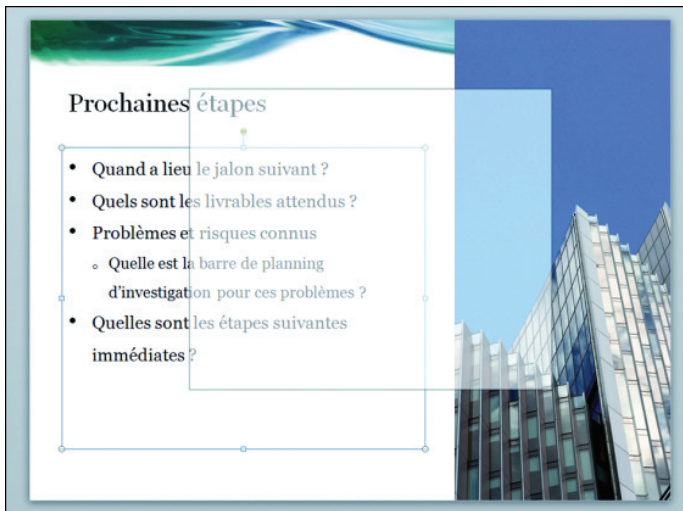 Prochaines étapes
• Quand a lieu le jalon suivant ?
• Quels sont les livrables attendus ?
• Problèmes et risques connus
o Quelle est la barre de planning
d'investigation pour ces problèmes ?
• Quelles sont les étapes suivantes
immédiates ?